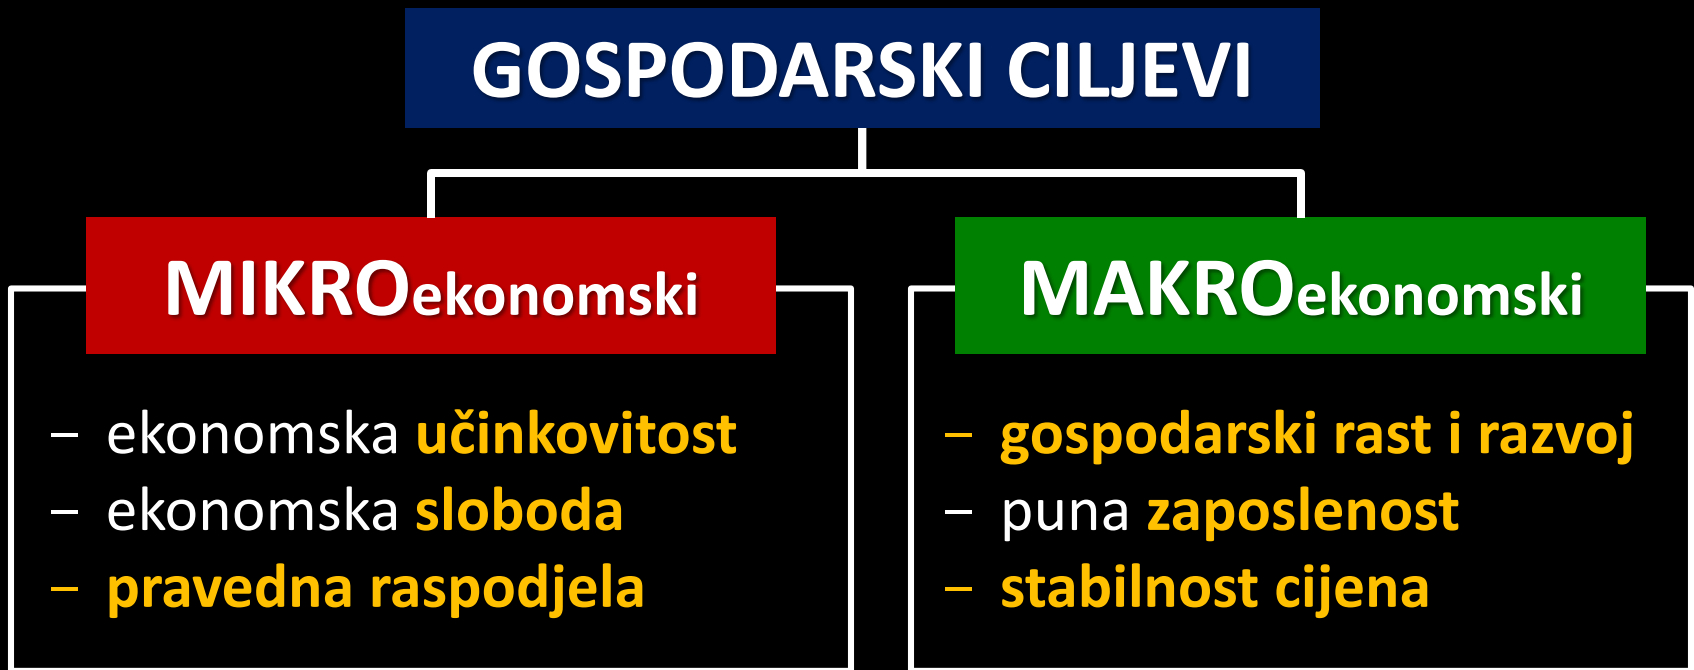 GOSPODARSKI CILJEVI
MIKROekonomski
– ekonomska učinkovitost
– ekonomska sloboda
– pravedna raspodjela
MAKROekonomski
– gospodarski rast i razvoj
– puna zaposlenost
– stabilnost cijena